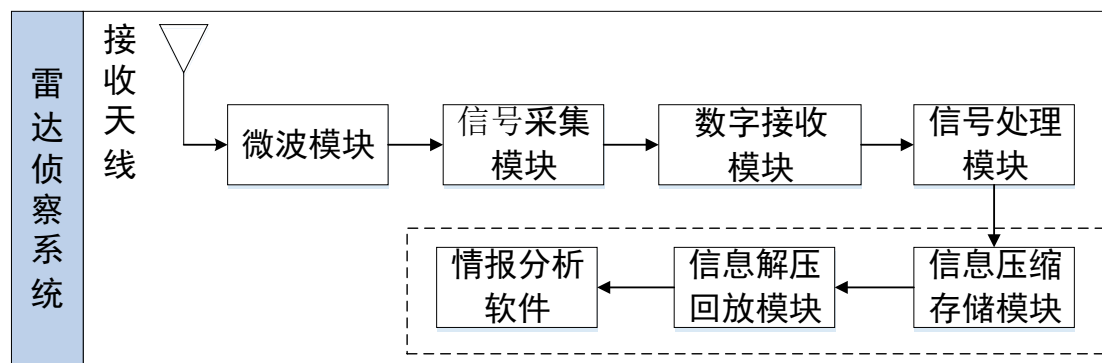 雷达侦察系统
接收天线
微波模块
信号采集
模块
数字接收
模块
信号处理
模块
情报分析
软件
信息解压
回放模块
信息压缩
存储模块